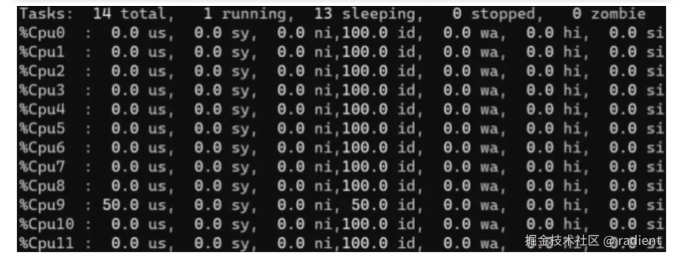 Tasks:  14 total,   1 running,  13 sleeping,   0 stopped,   0 zombie
%Cpu0  :  0.0 us,  0.0 sy,  0.0 ni,100.0 id,  0.0 wa,  0.0 hi,  0.0 si
%Cpu1  :  0.0 us,  0.0 sy,  0.0 ni,100.0 id,  0.0 wa,  0.0 hi,  0.0 si
%Cpu2  :  0.0 us,  0.0 sy,  0.0 ni,100.0 id,  0.0 wa,  0.0 hi,  0.0 si
%Cpu3  :  0.0 us,  0.0 sy,  0.0 ni,100.0 id,  0.0 wa,  0.0 hi,  0.0 si
%Cpu4  :  0.0 us,  0.0 sy,  0.0 ni,100.0 id,  0.0 wa,  0.0 hi,  0.0 si
%Cpu5  :  0.0 us,  0.0 sy,  0.0 ni,100.0 id,  0.0 wa,  0.0 hi,  0.0 si
%Cpu6  :  0.0 us,  0.0 sy,  0.0 ni,100.0 id,  0.0 wa,  0.0 hi,  0.0 si
%Cpu7  :  0.0 us,  0.0 sy,  0.0 ni,100.0 id,  0.0 wa,  0.0 hi,  0.0 si
%Cpu8  :  0.0 us,  0.0 sy,  0.0 ni,100.0 id,  0.0 wa,  0.0 hi,  0.0 si
%Cpu9  : 50.0 us,  0.0 sy,  0.0 ni, 50.0 id,  0.0 wa,  0.0 hi,  0.0 si
%Cpu10 :  0.0 us,  0.0 sy,  0.0 ni,100.0 id,  0.0 wa,  0.0 hi,  0.0 si
%Cpu11 :  0.0 us,  0.0 sy,  0.0 ni,100.0 id,  0.0 wa,  0.0 hi,  0.0 si
掘金技术社区 @ radient